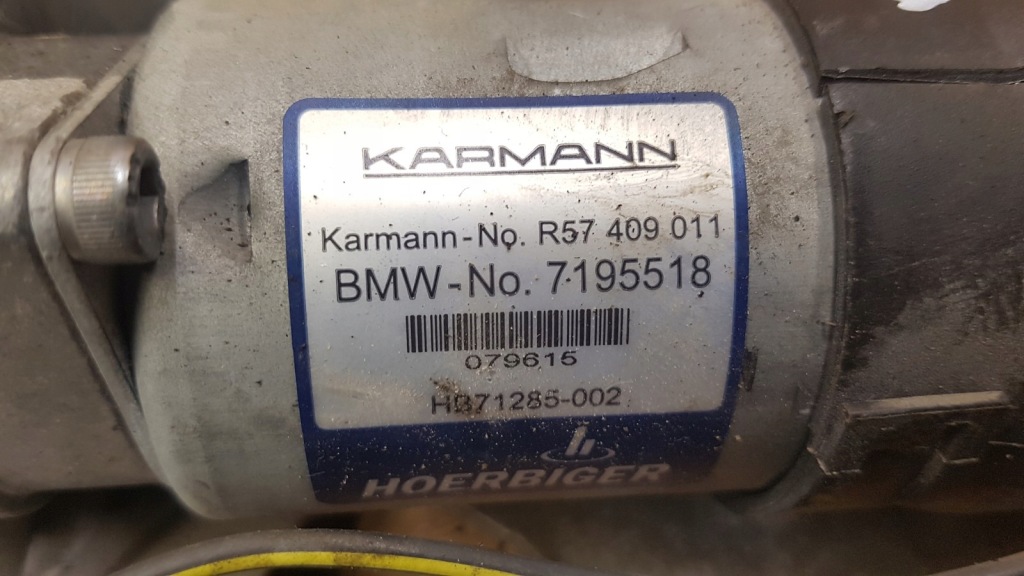 KARMANN
Karmann-No. R57 409 011
BMW-No. 7195518
079615
HB71285-002
HOERBIGER